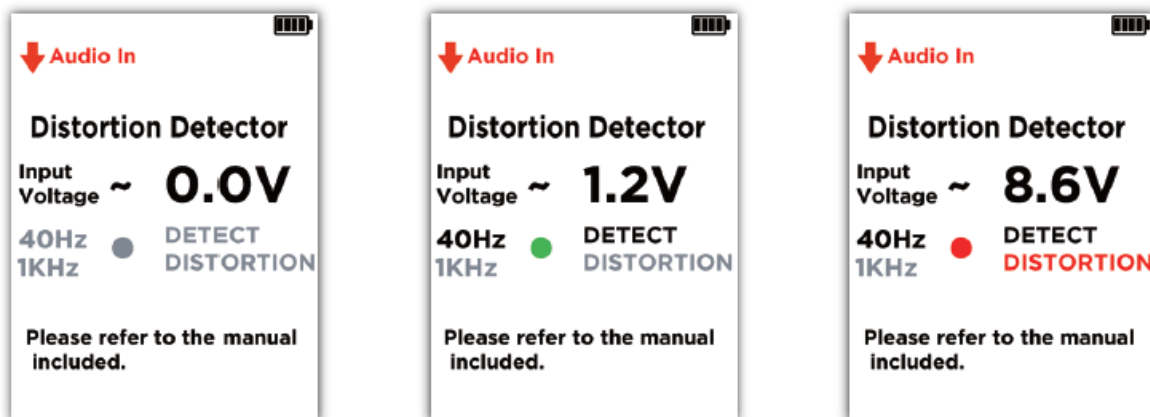 Audio In
Distortion Detector
Input
Voltage ~ 0.0V
40Hz DETECT
1KHz DISTORTION
Please refer to the manual
included.
Audio In
Distortion Detector
Input
Voltage ~ 1.2V
40Hz DETECT
1KHz DISTORTION
Please refer to the manual
included.
Audio In
Distortion Detector
Input
Voltage ~ 8.6V
40Hz DETECT
1KHz DISTORTION
Please refer to the manual
included.